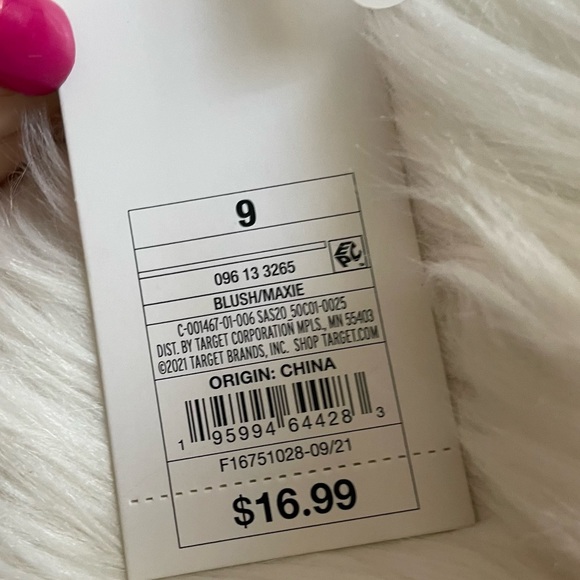 9
EPC
096 13 3265
BLUSH/MAXIE
C-001467-01-006 SAS20 50C01-0025
DIST. BY TARGET CORPORATION MPLS., MN 55403
©2021 TARGET BRANDS, INC. SHOP TARGET.COM
ORIGIN: CHINA
1 95994 64428 3
F16751028-09/21
$16.99